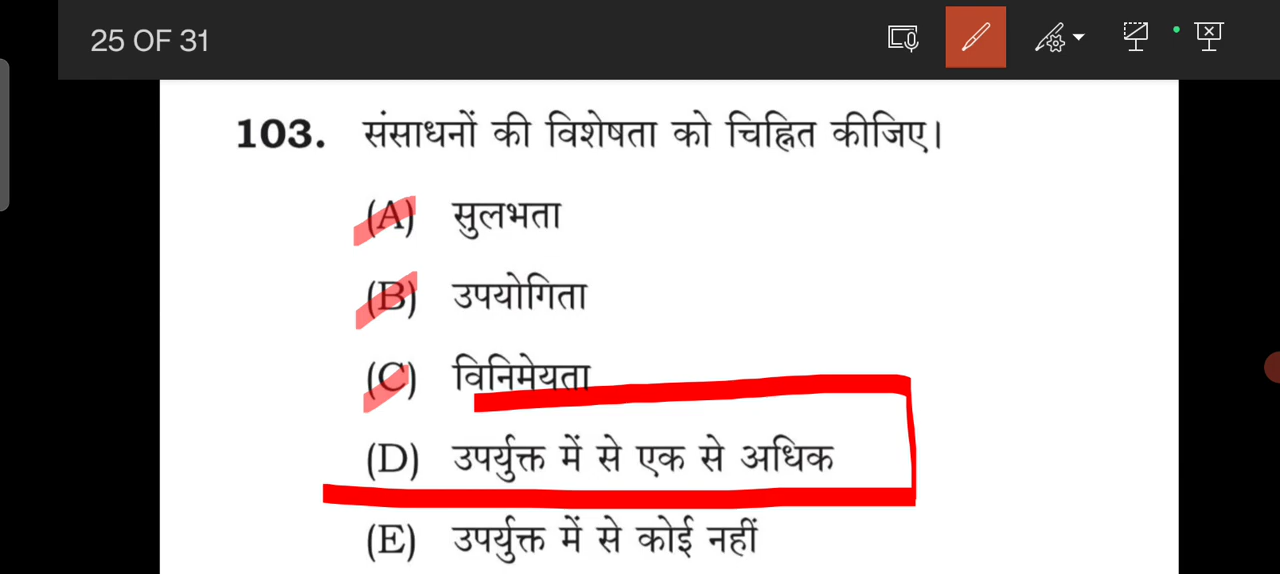 25 OF 31
103. संसाधनों की विशेषता को चिह्नित कीजिए।
(A) सुलभता
(B) उपयोगिता
(C) विनिमेयता
(D) उपर्युक्त में से एक से अधिक
(E) उपर्युक्त में से कोई नहीं